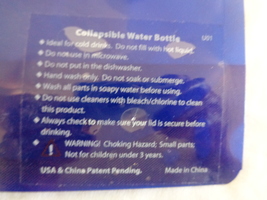 Collapsible Water Bottle U01
◆ Ideal for cold drinks. Do not fill with hot liquid.
◆ Do not use in microwave.
◆ Do not put in the dishwasher.
◆ Hand wash only. Do not soak or submerge.
◆ Wash all parts in soapy water before using.
◆ Do not use cleaners with bleach/chlorine to clean
this product.
◆ Always check to make sure your lid is secure before
drinking.
◆ WARNING! Choking Hazard; Small parts;
Not for children under 3 years.
USA & China Patent Pending. Made in China